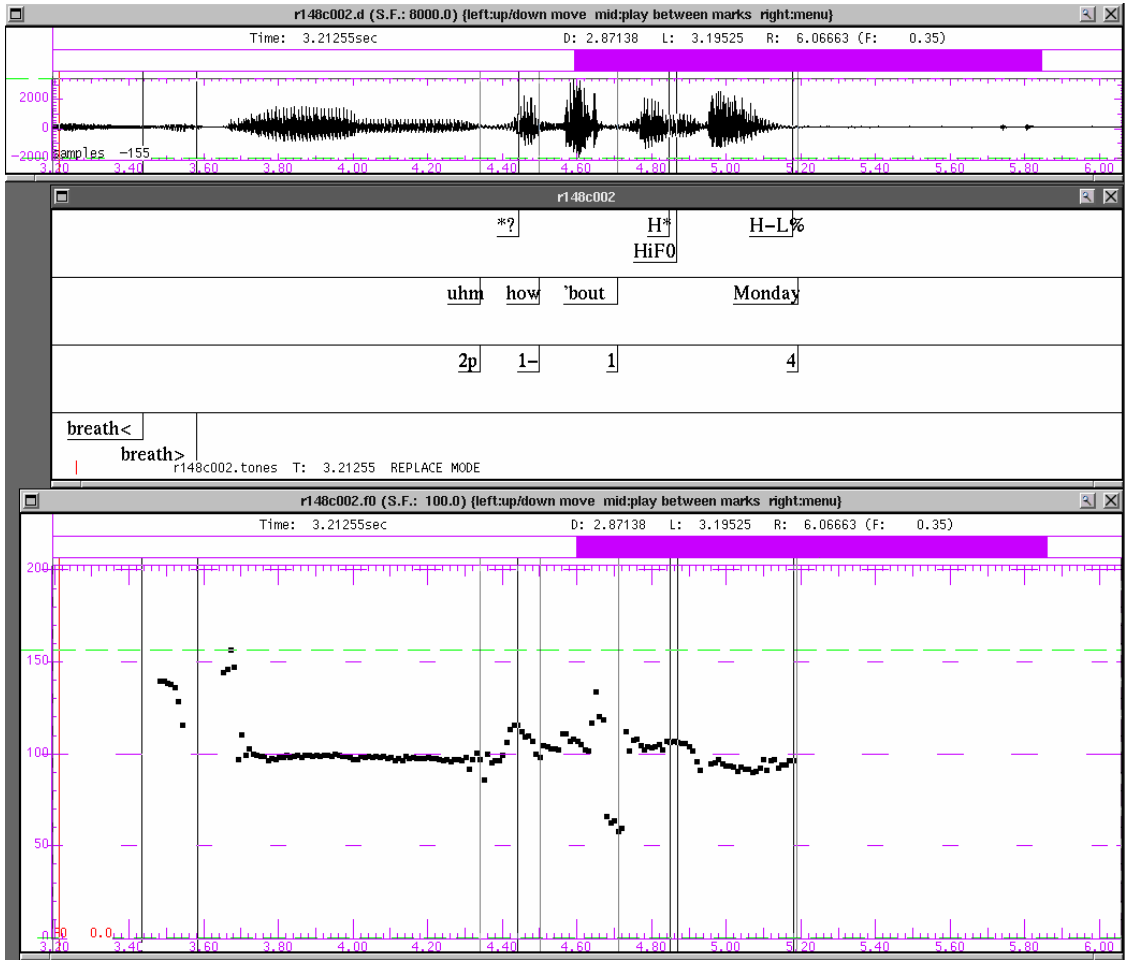 r148c002.d (S.F.: 8000.0) {left:up/down move mid:play between marks right:menu}
Time: 3.21255sec D: 2.87138 L: 3.19525 R: 6.06663 (F: 0.35)
2000
0
-2000
samples -155
3.20 3.40 3.60 3.80 4.00 4.20 4.40 4.60 4.80 5.00 5.20 5.40 5.60 5.80 6.00
r148c002
*? H* H-L%
HiF0
uhm how 'bout Monday
2p 1- 1 4
breath<
breath>
r148c002.tones T: 3.21255 REPLACE MODE
r148c002.f0 (S.F.: 100.0) {left:up/down move mid:play between marks right:menu}
Time: 3.21255sec D: 2.87138 L: 3.19525 R: 6.06663 (F: 0.35)
200
150
100
50
0 0.0
3.20 3.40 3.60 3.80 4.00 4.20 4.40 4.60 4.80 5.00 5.20 5.40 5.60 5.80 6.00